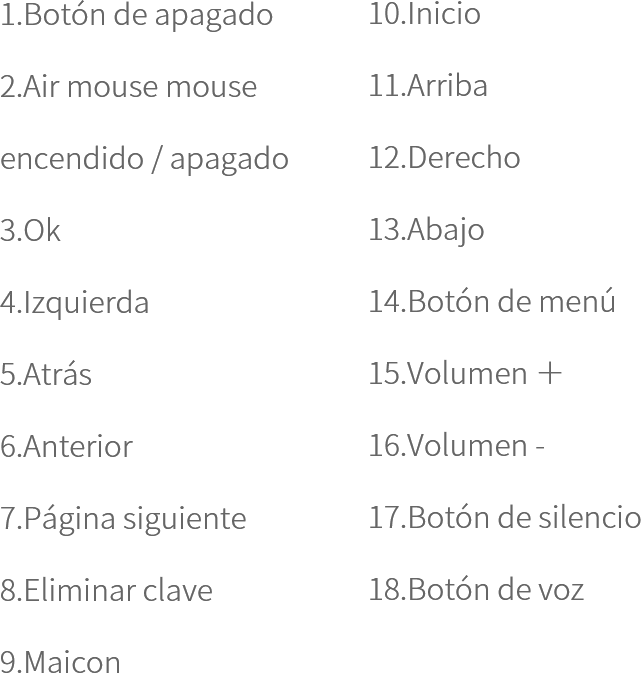 1.Botón de apagado
2.Air mouse mouse
encendido / apagado
3.Ok
4.Izquierda
5.Atrás
6.Anterior
7.Página siguiente
8.Eliminar clave
9.Maicon
10.Inicio
11.Arriba
12.Derecho
13.Abajo
14.Botón de menú
15.Volumen +
16.Volumen -
17.Botón de silencio
18.Botón de voz